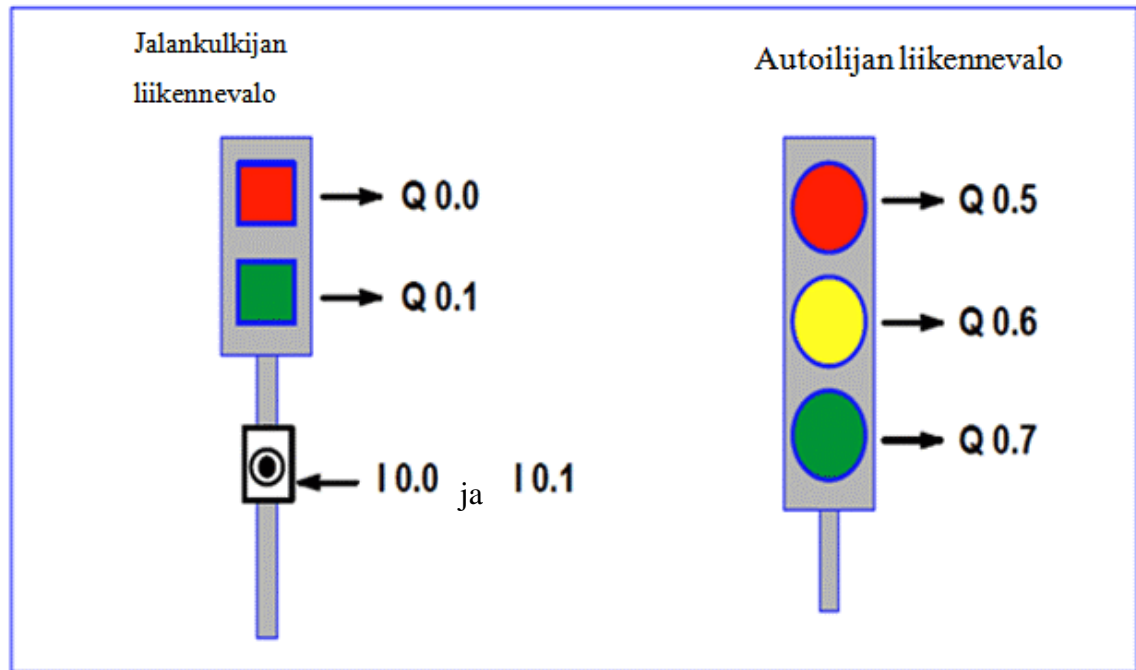 Jalankulkijan
liikennevalo
Q 0.0
Q 0.1
I 0.0 ja I 0.1
Autoilijan liikennevalo
Q 0.5
Q 0.6
Q 0.7